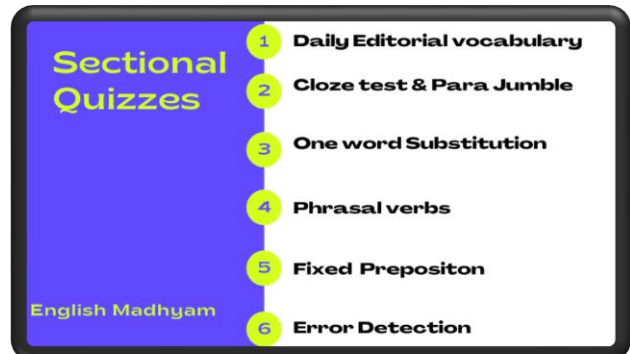 Sectional
Quizzes
English Madhyam
1 Daily Editorial vocabulary
2 Cloze test & Para Jumble
3 One word Substitution
4 Phrasal verbs
5 Fixed Prepositon
6 Error Detection